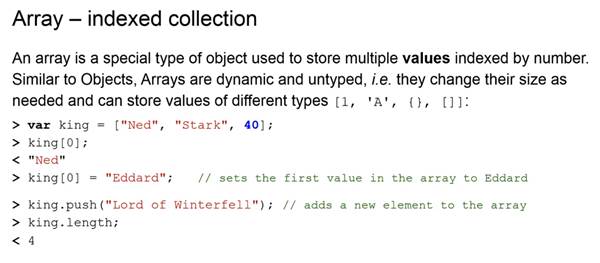 Array – indexed collection
An array is a special type of object used to store multiple values indexed by number.
Similar to Objects, Arrays are dynamic and untyped, i.e. they change their size as
needed and can store values of different types [1, 'A', {}, []]:
> var king = ["Ned", "Stark", 40];
> king[0];
< "Ned"
> king[0] = "Eddard";   // sets the first value in the array to Eddard
> king.push("Lord of Winterfell"); // adds a new element to the array
> king.length;
< 4